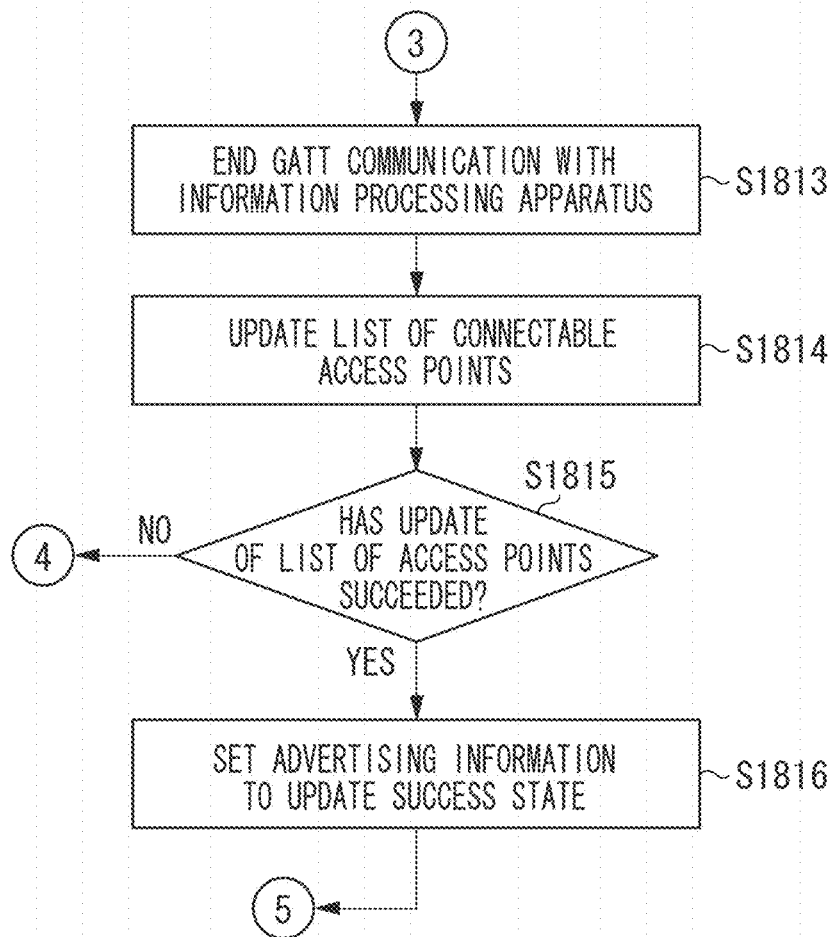 3
END GATT COMMUNICATION WITH
INFORMATION PROCESSING APPARATUS
S1813
UPDATE LIST OF CONNECTABLE
ACCESS POINTS
S1814
S1815
HAS UPDATE
OF LIST OF ACCESS POINTS
SUCCEEDED?
NO
4
YES
SET ADVERTISING INFORMATION
TO UPDATE SUCCESS STATE
S1816
5